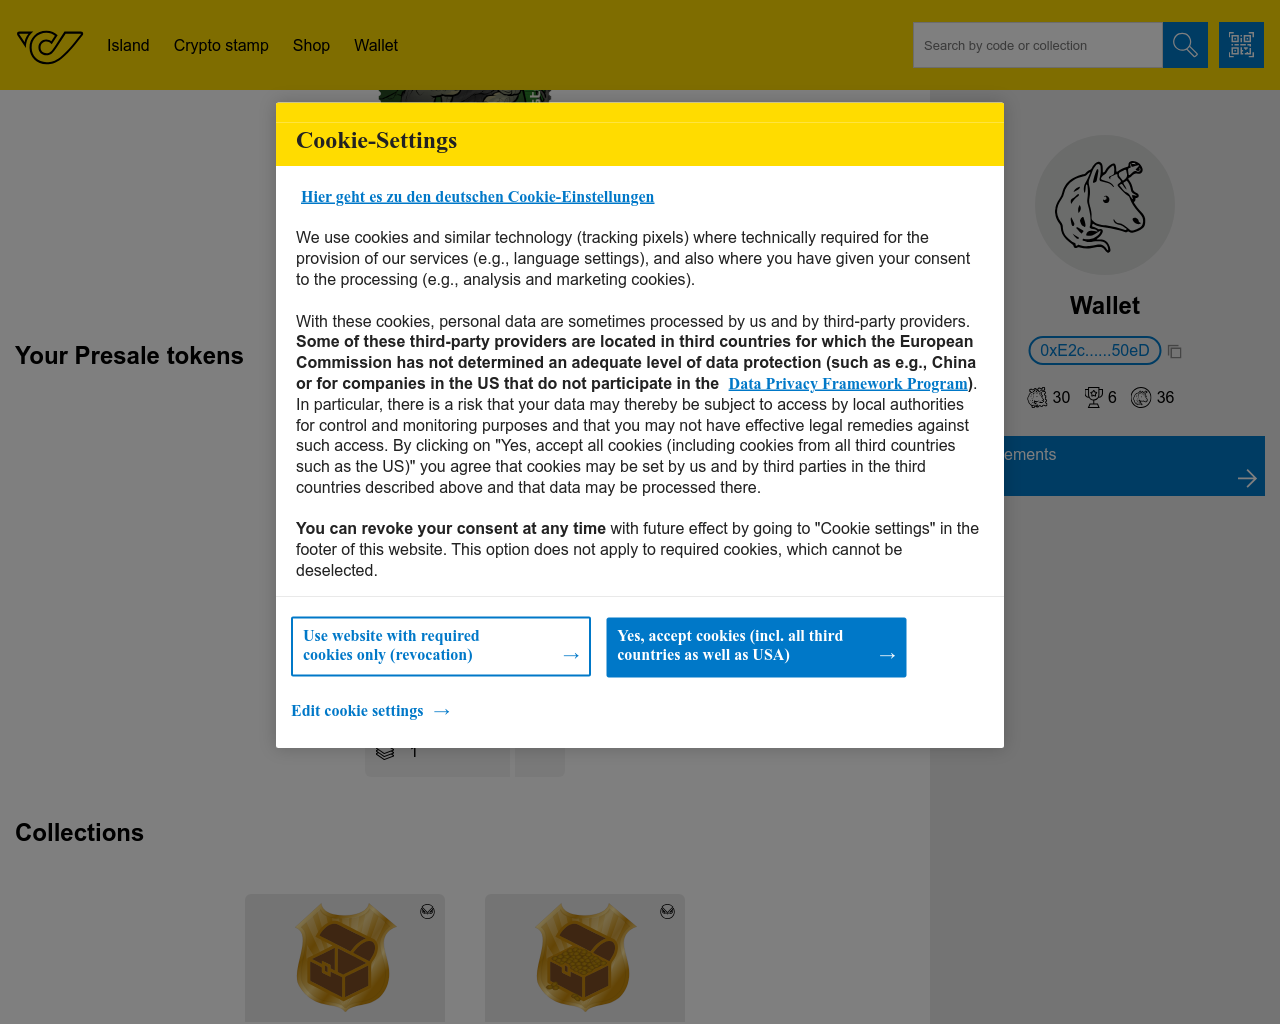 Island
Crypto stamp
Shop
Wallet
Search by code or collection
Cookie-Settings
Hier geht es zu den deutschen Cookie-Einstellungen
We use cookies and similar technology (tracking pixels) where technically required for the
provision of our services (e.g., language settings), and also where you have given your consent
to the processing (e.g., analysis and marketing cookies).
With these cookies, personal data are sometimes processed by us and by third-party providers.
Some of these third-party providers are located in third countries for which the European
Commission has not determined an adequate level of data protection (such as e.g., China
or for companies in the US that do not participate in the Data Privacy Framework Program).
In particular, there is a risk that your data may thereby be subject to access by local authorities
for control and monitoring purposes and that you may not have effective legal remedies against
such access. By clicking on "Yes, accept all cookies (including cookies from all third countries
such as the US)" you agree that cookies may be set by us and by third parties in the third
countries described above and that data may be processed there.
You can revoke your consent at any time with future effect by going to "Cookie settings" in the
footer of this website. This option does not apply to required cookies, which cannot be
deselected.
Use website with required
cookies only (revocation) →
Yes, accept cookies (incl. all third
countries as well as USA) →
Edit cookie settings →
Your Presale tokens
1
Collections
Wallet
0xE2c......50eD
30 6 36
ements